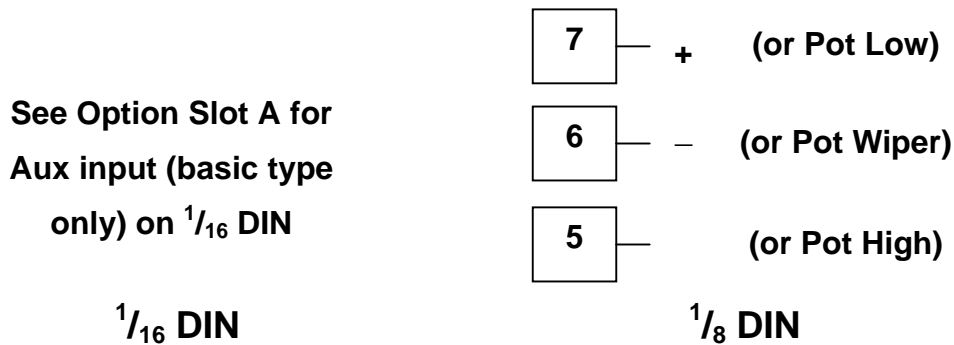 See Option Slot A for
Aux input (basic type
only) on 1/16 DIN
1/16 DIN
7 + (or Pot Low)
6 – (or Pot Wiper)
5 (or Pot High)
1/8 DIN